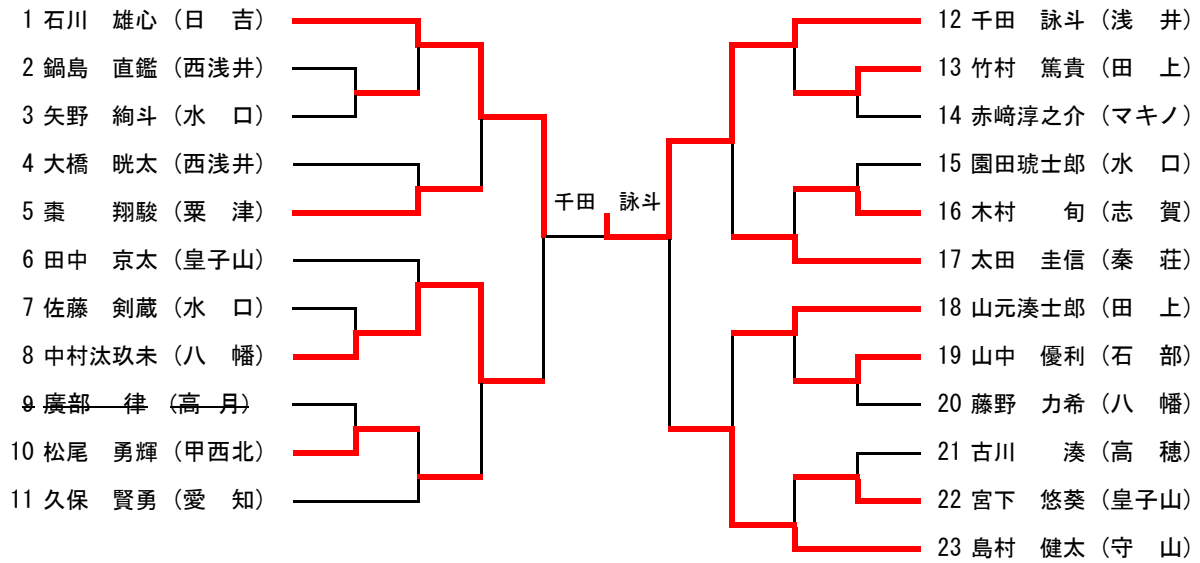 1 石川　雄心（日　吉）
2 鍋島　直鑑（西浅井）
3 矢野　絢斗（水　口）
4 大橋　晄太（西浅井）
5 棗　　翔駿（粟　津）
6 田中　京太（皇子山）
7 佐藤　剣蔵（水　口）
8 中村汰玖未（八　幡）
9 廣部　律（高　月）
10 松尾　勇輝（甲西北）
11 久保　賢勇（愛　知）
千田　詠斗
12 千田　詠斗（浅　井）
13 竹村　篤貴（田　上）
14 赤﨑淳之介（マキノ）
15 園田琥士郎（水　口）
16 木村　　旬（志　賀）
17 太田　圭信（秦　荘）
18 山元湊士郎（田　上）
19 山中　優利（石　部）
20 藤野　力希（八　幡）
21 古川　　湊（高　穂）
22 宮下　悠葵（皇子山）
23 島村　健太（守　山）